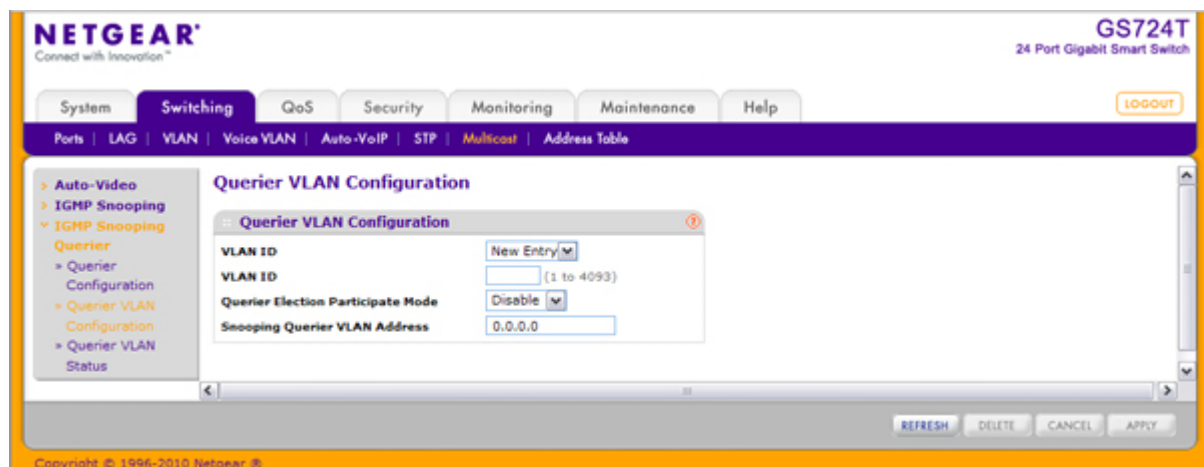 NETGEAR®
Connect with Innovation™
GS724T
24 Port Gigabit Smart Switch
System Switching QoS Security Monitoring Maintenance Help
LOGOUT
Ports | LAG | VLAN | Voice VLAN | Auto-VoIP | STP | Multicast | Address Table
Auto-Video
IGMP Snooping
IGMP Snooping
Querier
» Querier
Configuration
» Querier VLAN
Configuration
» Querier VLAN
Status
Querier VLAN Configuration
Querier VLAN Configuration
VLAN ID New Entry
VLAN ID (1 to 4093)
Querier Election Participate Mode Disable
Snooping Querier VLAN Address 0.0.0.0
REFRESH DELETE CANCEL APPLY
Copyright © 1996-2010 Netgear ®